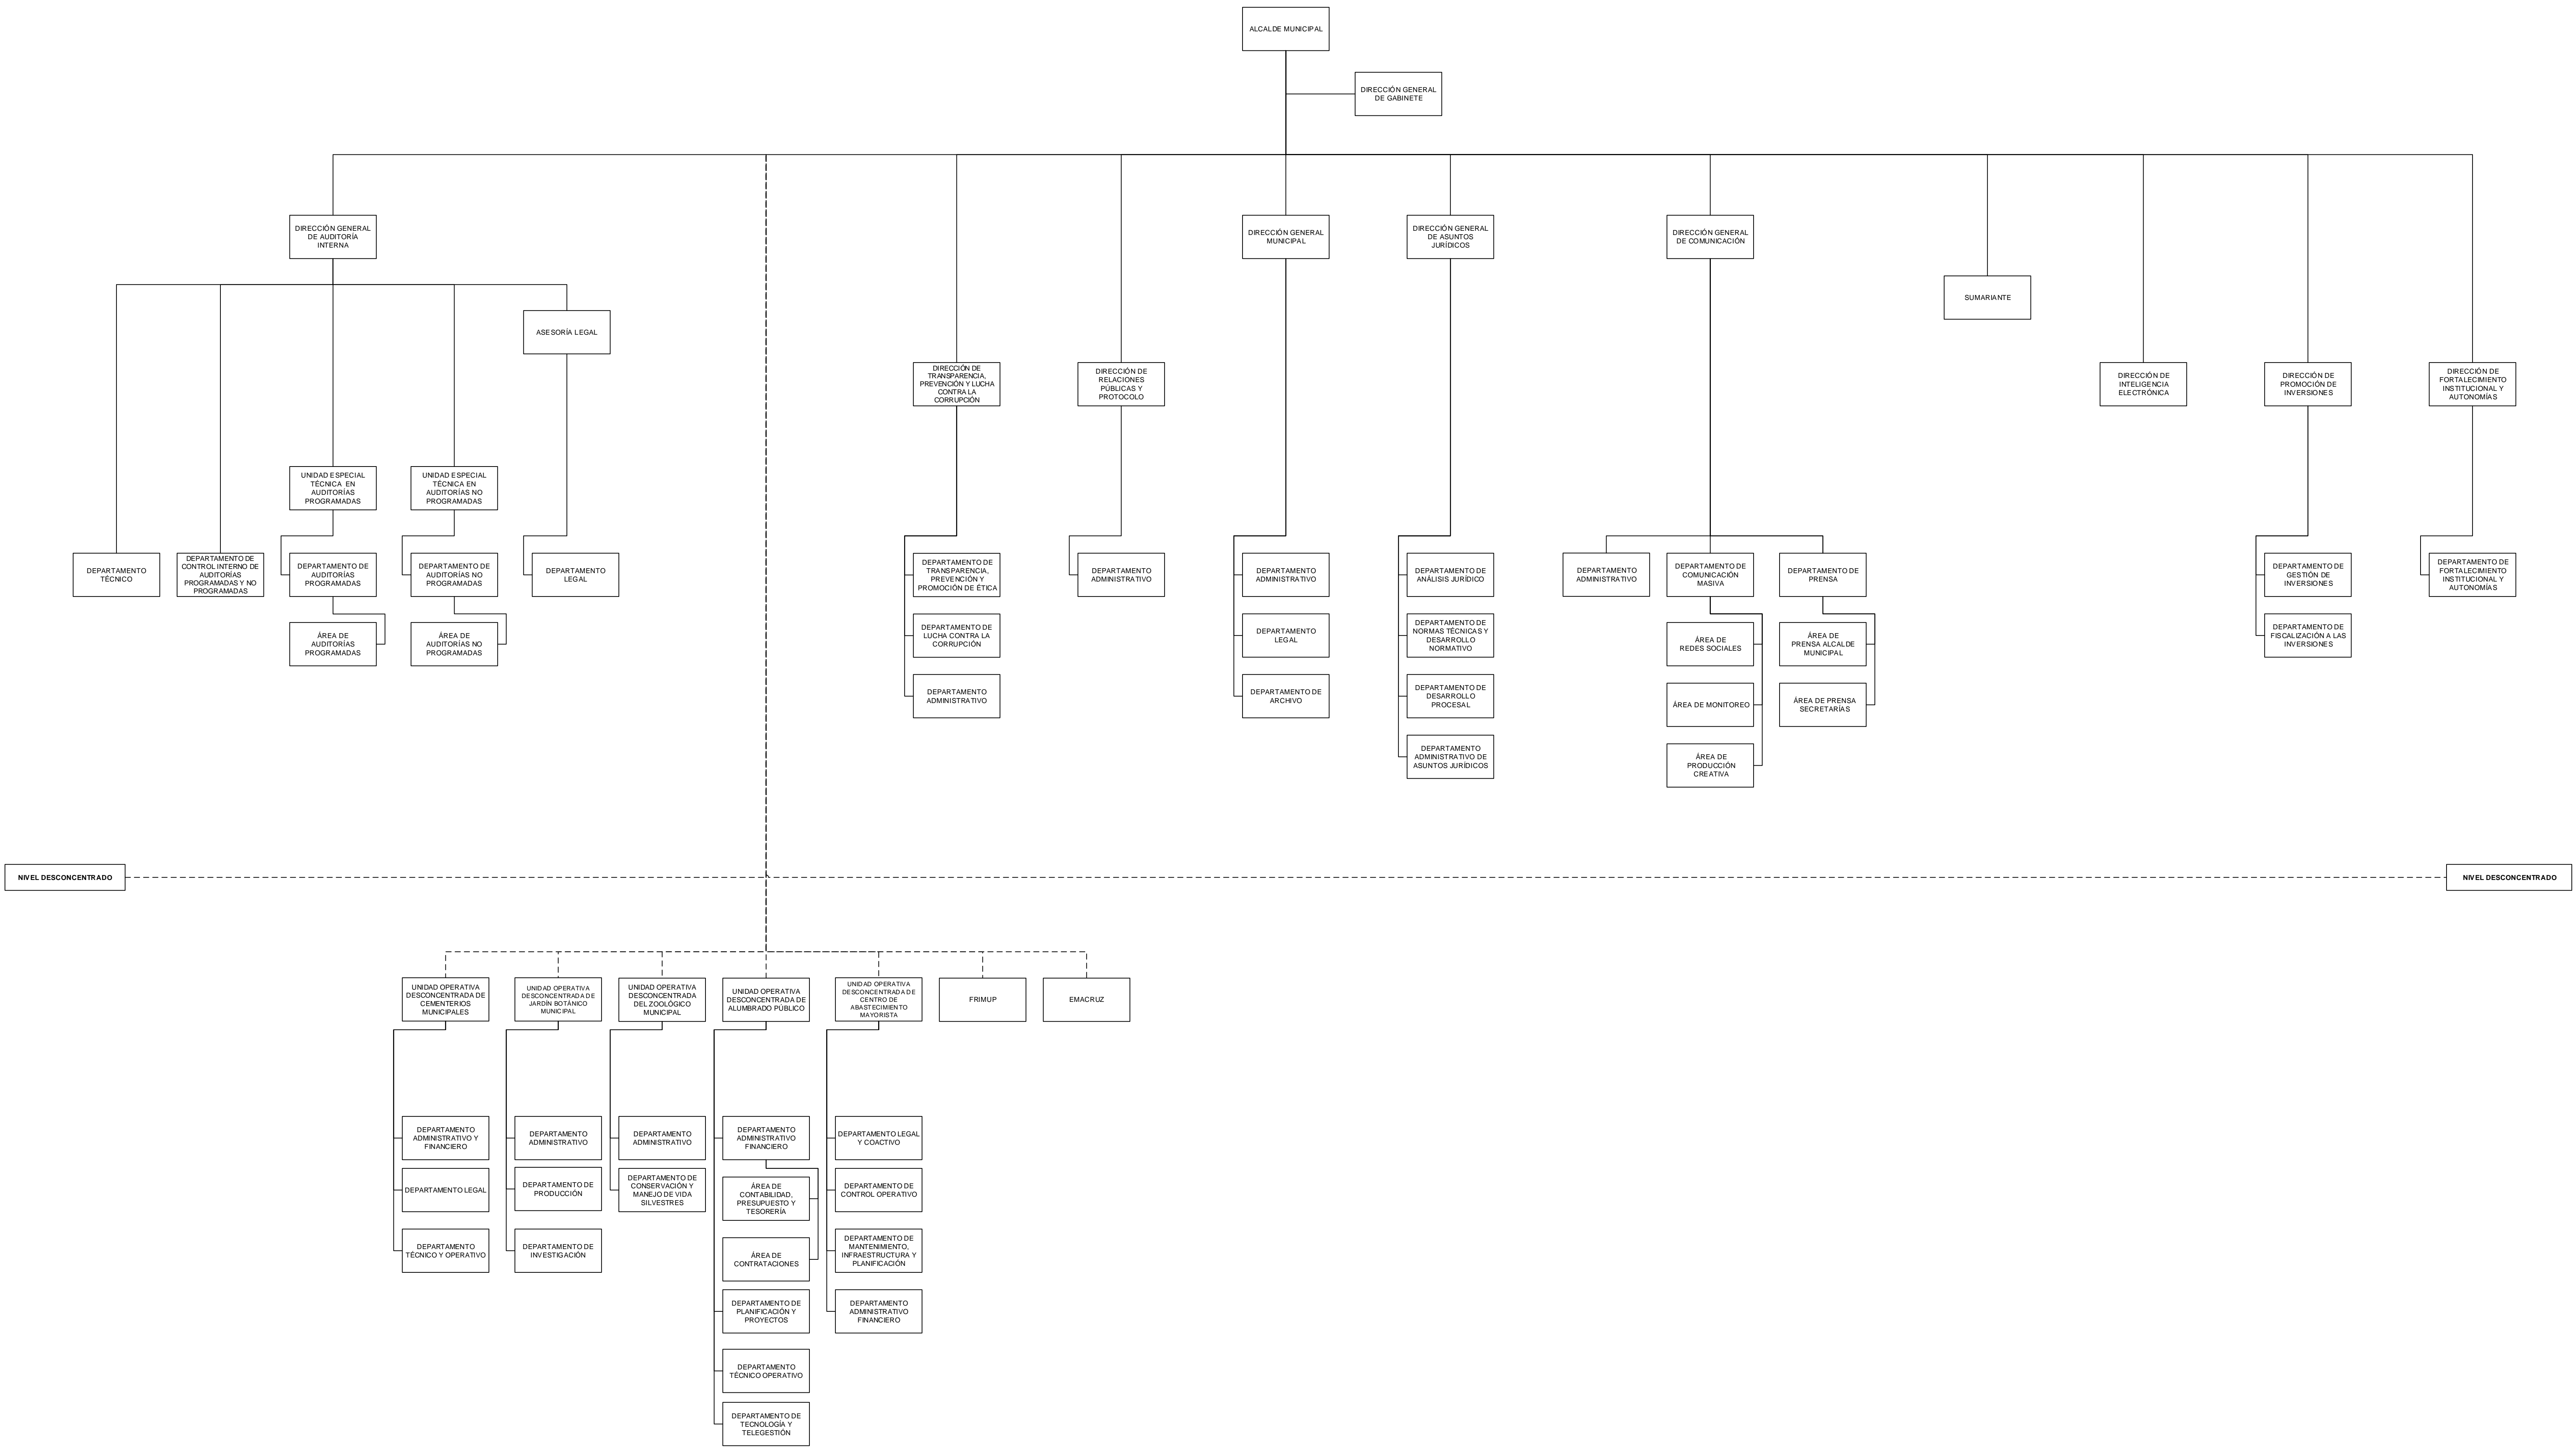 ALCALDE MUNICIPAL
DIRECCIÓN GENERAL
DE GABINETE
DIRECCIÓN GENERAL
DE AUDITORÍA
INTERNA
DIRECCIÓN GENERAL
MUNICIPAL
DIRECCIÓN GENERAL
DE ASUNTOS
JURÍDICOS
DIRECCIÓN GENERAL
DE COMUNICACIÓN
SUMARIANTE
ASESORÍA LEGAL
DIRECCIÓN DE
TRANSPARENCIA,
PREVENCIÓN Y LUCHA
CONTRA LA
CORRUPCIÓN
DIRECCIÓN DE
RELACIONES
PÚBLICAS Y
PROTOCOLO
DIRECCIÓN DE
INTELIGENCIA
ELECTRÓNICA
DIRECCIÓN DE
PROMOCIÓN DE
INVERSIONES
DIRECCIÓN DE
FORTALECIMIENTO
INSTITUCIONAL Y
AUTONOMÍAS
UNIDAD ESPECIAL
TÉCNICA EN
AUDITORÍAS
PROGRAMADAS
UNIDAD ESPECIAL
TÉCNICA EN
AUDITORÍAS NO
PROGRAMADAS
DEPARTAMENTO
TÉCNICO
DEPARTAMENTO DE
CONTROL INTERNO DE
AUDITORÍAS
PROGRAMADAS Y NO
PROGRAMADAS
DEPARTAMENTO DE
AUDITORÍAS
PROGRAMADAS
DEPARTAMENTO DE
AUDITORÍAS NO
PROGRAMADAS
DEPARTAMENTO
LEGAL
DEPARTAMENTO DE
TRANSPARENCIA,
PREVENCIÓN Y
PROMOCIÓN DE ÉTICA
DEPARTAMENTO
ADMINISTRATIVO
DEPARTAMENTO
ADMINISTRATIVO
DEPARTAMENTO DE
ANÁLISIS JURÍDICO
DEPARTAMENTO
ADMINISTRATIVO
DEPARTAMENTO DE
COMUNICACIÓN
MASIVA
DEPARTAMENTO DE
PRENSA
DEPARTAMENTO DE
GESTIÓN DE
INVERSIONES
DEPARTAMENTO DE
FORTALECIMIENTO
INSTITUCIONAL Y
AUTONOMÍAS
ÁREA DE
AUDITORÍAS
PROGRAMADAS
ÁREA DE
AUDITORÍAS NO
PROGRAMADAS
DEPARTAMENTO DE
LUCHA CONTRA LA
CORRUPCIÓN
DEPARTAMENTO
LEGAL
DEPARTAMENTO DE
NORMAS TÉCNICAS Y
DESARROLLO
NORMATIVO
ÁREA DE
REDES SOCIALES
ÁREA DE
PRENSA ALCALDE
MUNICIPAL
DEPARTAMENTO DE
FISCALIZACIÓN A LAS
INVERSIONES
DEPARTAMENTO
ADMINISTRATIVO
DEPARTAMENTO DE
ARCHIVO
DEPARTAMENTO DE
DESARROLLO
PROCESAL
ÁREA DE MONITOREO
ÁREA DE PRENSA
SECRETARÍAS
DEPARTAMENTO
ADMINISTRATIVO DE
ASUNTOS JURÍDICOS
ÁREA DE
PRODUCCIÓN
CREATIVA
NIVEL DESCONCENTRADO
NIVEL DESCONCENTRADO
UNIDAD OPERATIVA
DESCONCENTRADA DE
CEMENTERIOS
MUNICIPALES
UNIDAD OPERATIVA
DESCONCENTRADA DE
JARDÍN BOTÁNICO
MUNICIPAL
UNIDAD OPERATIVA
DESCONCENTRADA
DEL ZOOLÓGICO
MUNICIPAL
UNIDAD OPERATIVA
DESCONCENTRADA DE
ALUMBRADO PÚBLICO
UNIDAD OPERATIVA
DESCONCENTRADA DE
CENTRO DE
ABASTECIMIENTO
MAYORISTA
FRIMUP
EMACRUZ
DEPARTAMENTO
ADMINISTRATIVO Y
FINANCIERO
DEPARTAMENTO
ADMINISTRATIVO
DEPARTAMENTO
ADMINISTRATIVO
DEPARTAMENTO
ADMINISTRATIVO
FINANCIERO
DEPARTAMENTO LEGAL
Y COACTIVO
DEPARTAMENTO LEGAL
DEPARTAMENTO DE
PRODUCCIÓN
DEPARTAMENTO DE
CONSERVACIÓN Y
MANEJO DE VIDA
SILVESTRES
ÁREA DE
CONTABILIDAD,
PRESUPUESTO Y
TESORERÍA
DEPARTAMENTO DE
CONTROL OPERATIVO
DEPARTAMENTO
TÉCNICO Y OPERATIVO
DEPARTAMENTO DE
INVESTIGACIÓN
ÁREA DE
CONTRATACIONES
DEPARTAMENTO DE
MANTENIMIENTO,
INFRAESTRUCTURA Y
PLANIFICACIÓN
DEPARTAMENTO DE
PLANIFICACIÓN Y
PROYECTOS
DEPARTAMENTO
ADMINISTRATIVO
FINANCIERO
DEPARTAMENTO
TÉCNICO OPERATIVO
DEPARTAMENTO DE
TECNOLOGÍA Y
TELEGESTIÓN